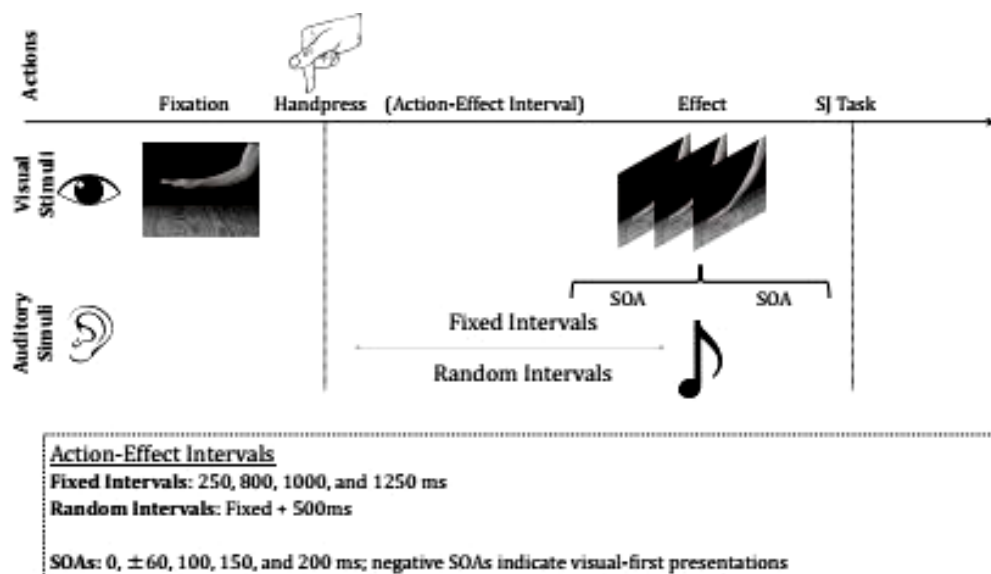 Actions
Fixation Handpress (Action-Effect Interval) Effect SJ Task
Visual
Stimuli
SOA SOA
Auditory
Simuli
Fixed Intervals
Random Intervals
Action-Effect Intervals
Fixed Intervals: 250, 800, 1000, and 1250 ms
Random Intervals: Fixed + 500ms
SOAs: 0, ±60, 100, 150, and 200 ms; negative SOAs indicate visual-first presentations